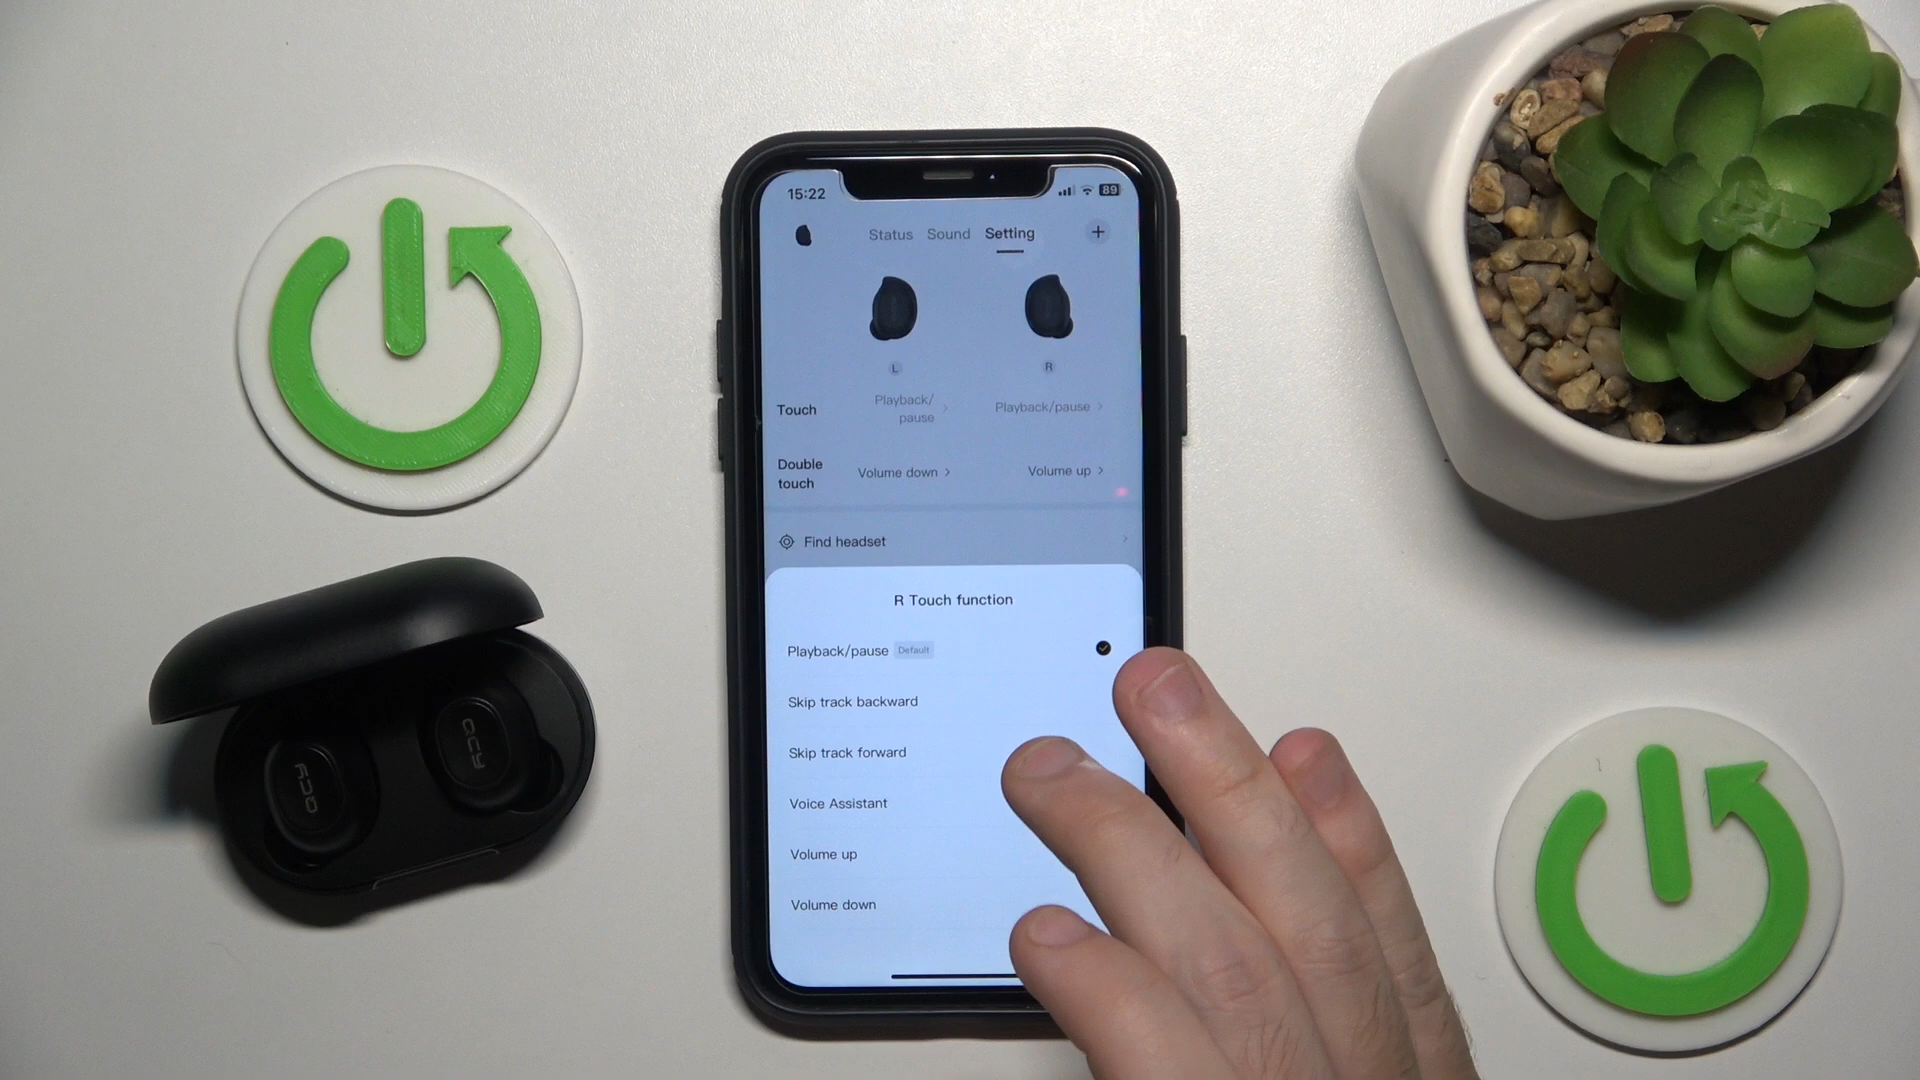 15:22
89
Status Sound Setting +
L R
Touch
Playback/
pause
Playback/pause
Double
touch
Volume down
Volume up
Find headset
R Touch function
Playback/pause Default
Skip track backward
Skip track forward
Voice Assistant
Volume up
Volume down
QCY
QCY